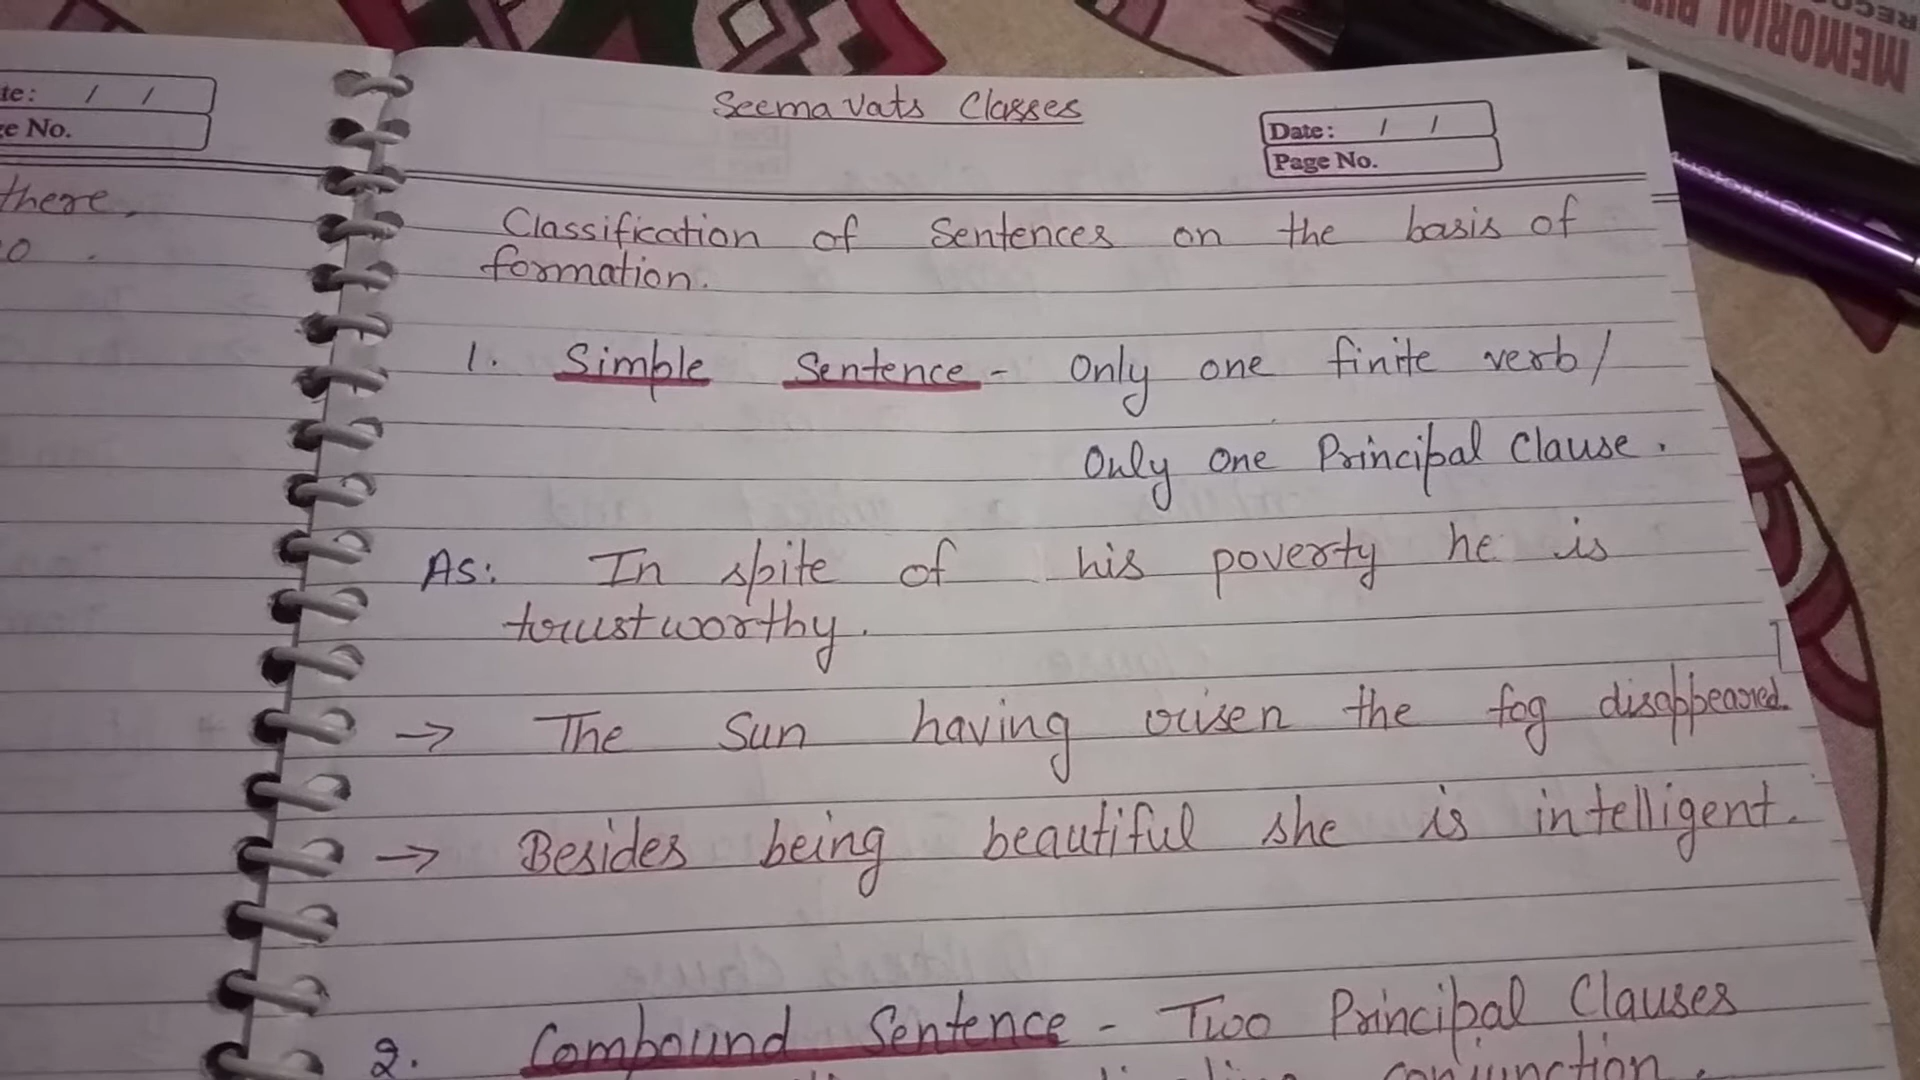 Seema Vats Classes
te: / /
ge No.
Date: / /
Page No.
there.
Classification of Sentences on the basis of
formation.
1. Simple Sentence - Only one finite verb/
Only one Principal Clause.
As: In spite of his poverty he is
trustworthy.
→ The Sun having risen the fog disappeared.
→ Besides being beautiful she is intelligent.
2. Compound Sentence - Two Principal Clauses
conjunction.
MEMORIAL
RECO